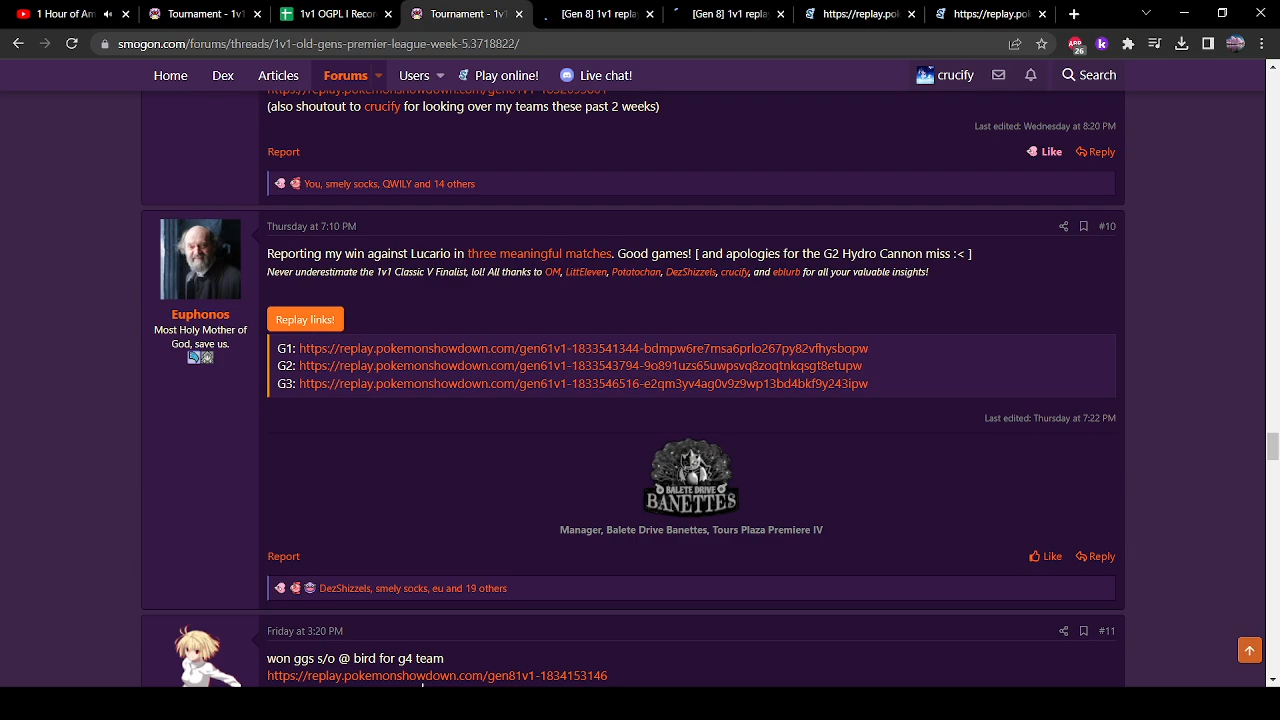 1 Hour of Am
Tournament - 1v1
1v1 OGPL I Recor
Tournament - 1v1
[Gen 8] 1v1 repla
[Gen 8] 1v1 repla
https://replay.pok
https://replay.pok
smogon.com/forums/threads/1v1-old-gens-premier-league-week-5.3718822/
26
Home
Dex
Articles
Forums
Users
Play online!
Live chat!
crucify
Search
(also shoutout to crucify for looking over my teams these past 2 weeks)
Last edited: Wednesday at 8:20 PM
Report
Like
Reply
You, smely socks, QWILY and 14 others
Thursday at 7:10 PM
#10
Reporting my win against Lucario in three meaningful matches. Good games! [ and apologies for the G2 Hydro Cannon miss :< ]
Never underestimate the 1v1 Classic V Finalist, lol! All thanks to OM, LittEleven, Potatochan, DezShizzels, crucify, and eblurb for all your valuable insights!
Euphonos
Most Holy Mother of
God, save us.
Replay links!
G1: https://replay.pokemonshowdown.com/gen61v1-1833541344-bdmpw6re7msa6prlo267py82vfhysbopw
G2: https://replay.pokemonshowdown.com/gen61v1-1833543794-9o891uzs65uwpsvq8zoqtnkqsgt8etupw
G3: https://replay.pokemonshowdown.com/gen61v1-1833546516-e2qm3yv4ag0v9z9wp13bd4bkf9y243ipw
Last edited: Thursday at 7:22 PM
BALETE DRIVE
BANETTES
Manager, Balete Drive Banettes, Tours Plaza Premiere IV
Report
Like
Reply
DezShizzels, smely socks, eu and 19 others
Friday at 3:20 PM
#11
won ggs s/o @ bird for g4 team
https://replay.pokemonshowdown.com/gen81v1-1834153146